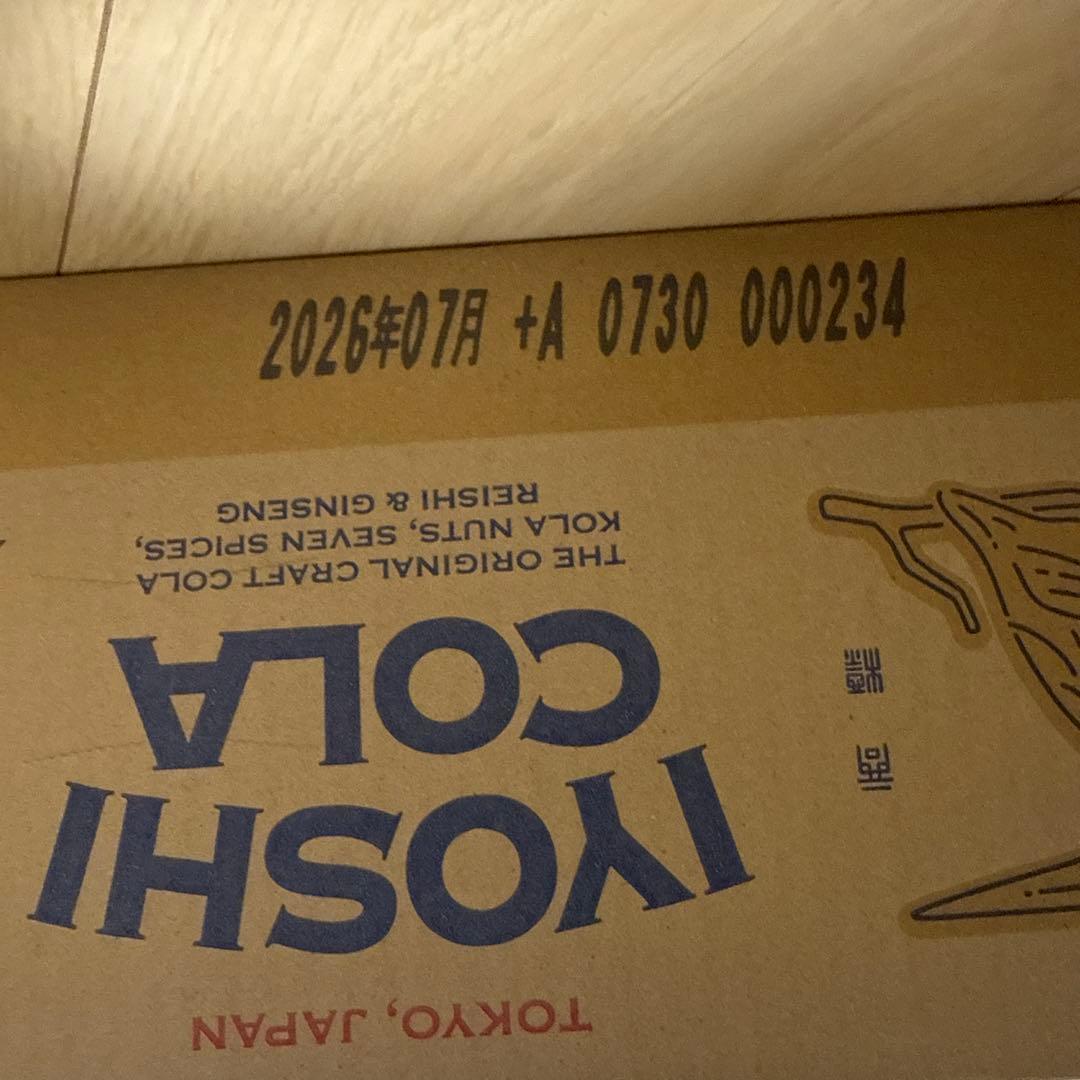 2026年07月 +A 0730 000234
TOKYO, JAPAN
IYOSHI
COLA
THE ORIGINAL CRAFT COLA
KOLA NUTS, SEVEN SPICES,
REISHI & GINSENG